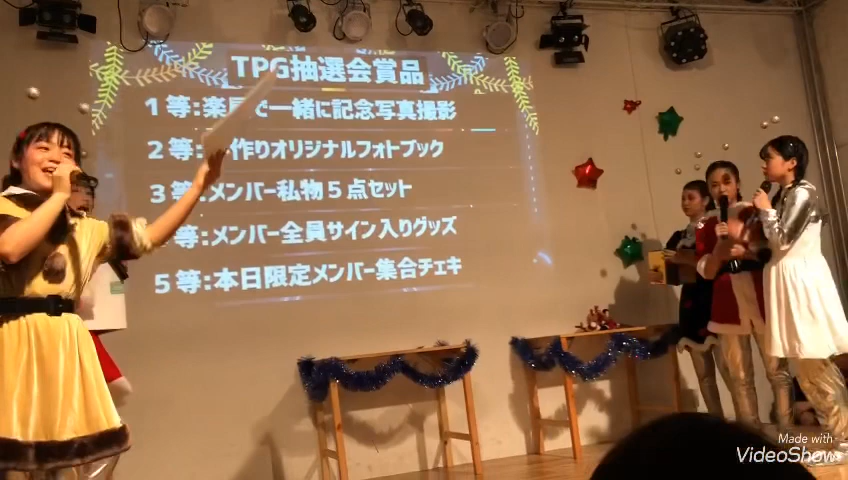 TPG抽選会賞品
1等:楽屋で一緒に記念写真撮影
2等:手作りオリジナルフォトブック
3等:メンバー私物5点セット
等:メンバー全員サイン入りグッズ
5等:本日限定メンバー集合チェキ
Made with
VideoShow